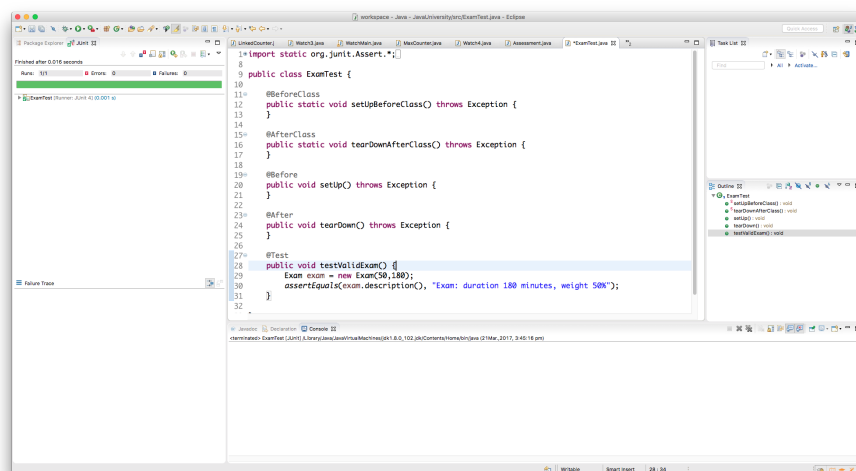 workspace - Java - JavaUniversity/src/ExamTest.java - Eclipse
Quick Access
Package Explorer JUnit
Finished after 0.016 seconds
Runs: 1/1 Errors: 0 Failures: 0
ExamTest [Runner: JUnit 4] (0.001 s)
Failure Trace
LinkedCounter.j Watch3.java WatchMain.java MaxCounter.java Watch4.java Assessment.java *ExamTest.java
1 import static org.junit.Assert.*;
8
9 public class ExamTest {
10
11 @BeforeClass
12 public static void setUpBeforeClass() throws Exception {
13 }
14
15 @AfterClass
16 public static void tearDownAfterClass() throws Exception {
17 }
18
19 @Before
20 public void setUp() throws Exception {
21 }
22
23 @After
24 public void tearDown() throws Exception {
25 }
26
27 @Test
28 public void testValidExam() {
29 Exam exam = new Exam(50,180);
30 assertEquals(exam.description(), "Exam: duration 180 minutes, weight 50%");
31 }
32
Task List
Find All Activate...
Outline
ExamTest
setUpBeforeClass() : void
tearDownAfterClass() : void
setUp() : void
tearDown() : void
testValidExam() : void
Javadoc Declaration Console
<terminated> ExamTest [JUnit] /Library/Java/JavaVirtualMachines/jdk1.8.0_102.jdk/Contents/Home/bin/java (21Mar, 2017, 3:45:16 pm)
Writable Smart Insert 28 : 34